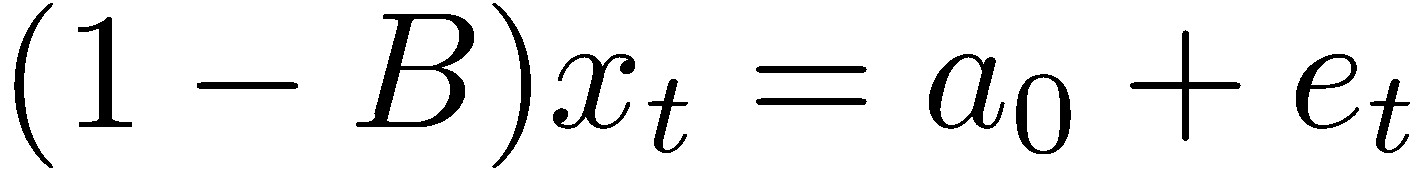 (1 − B)x_t = a_0 + e_t